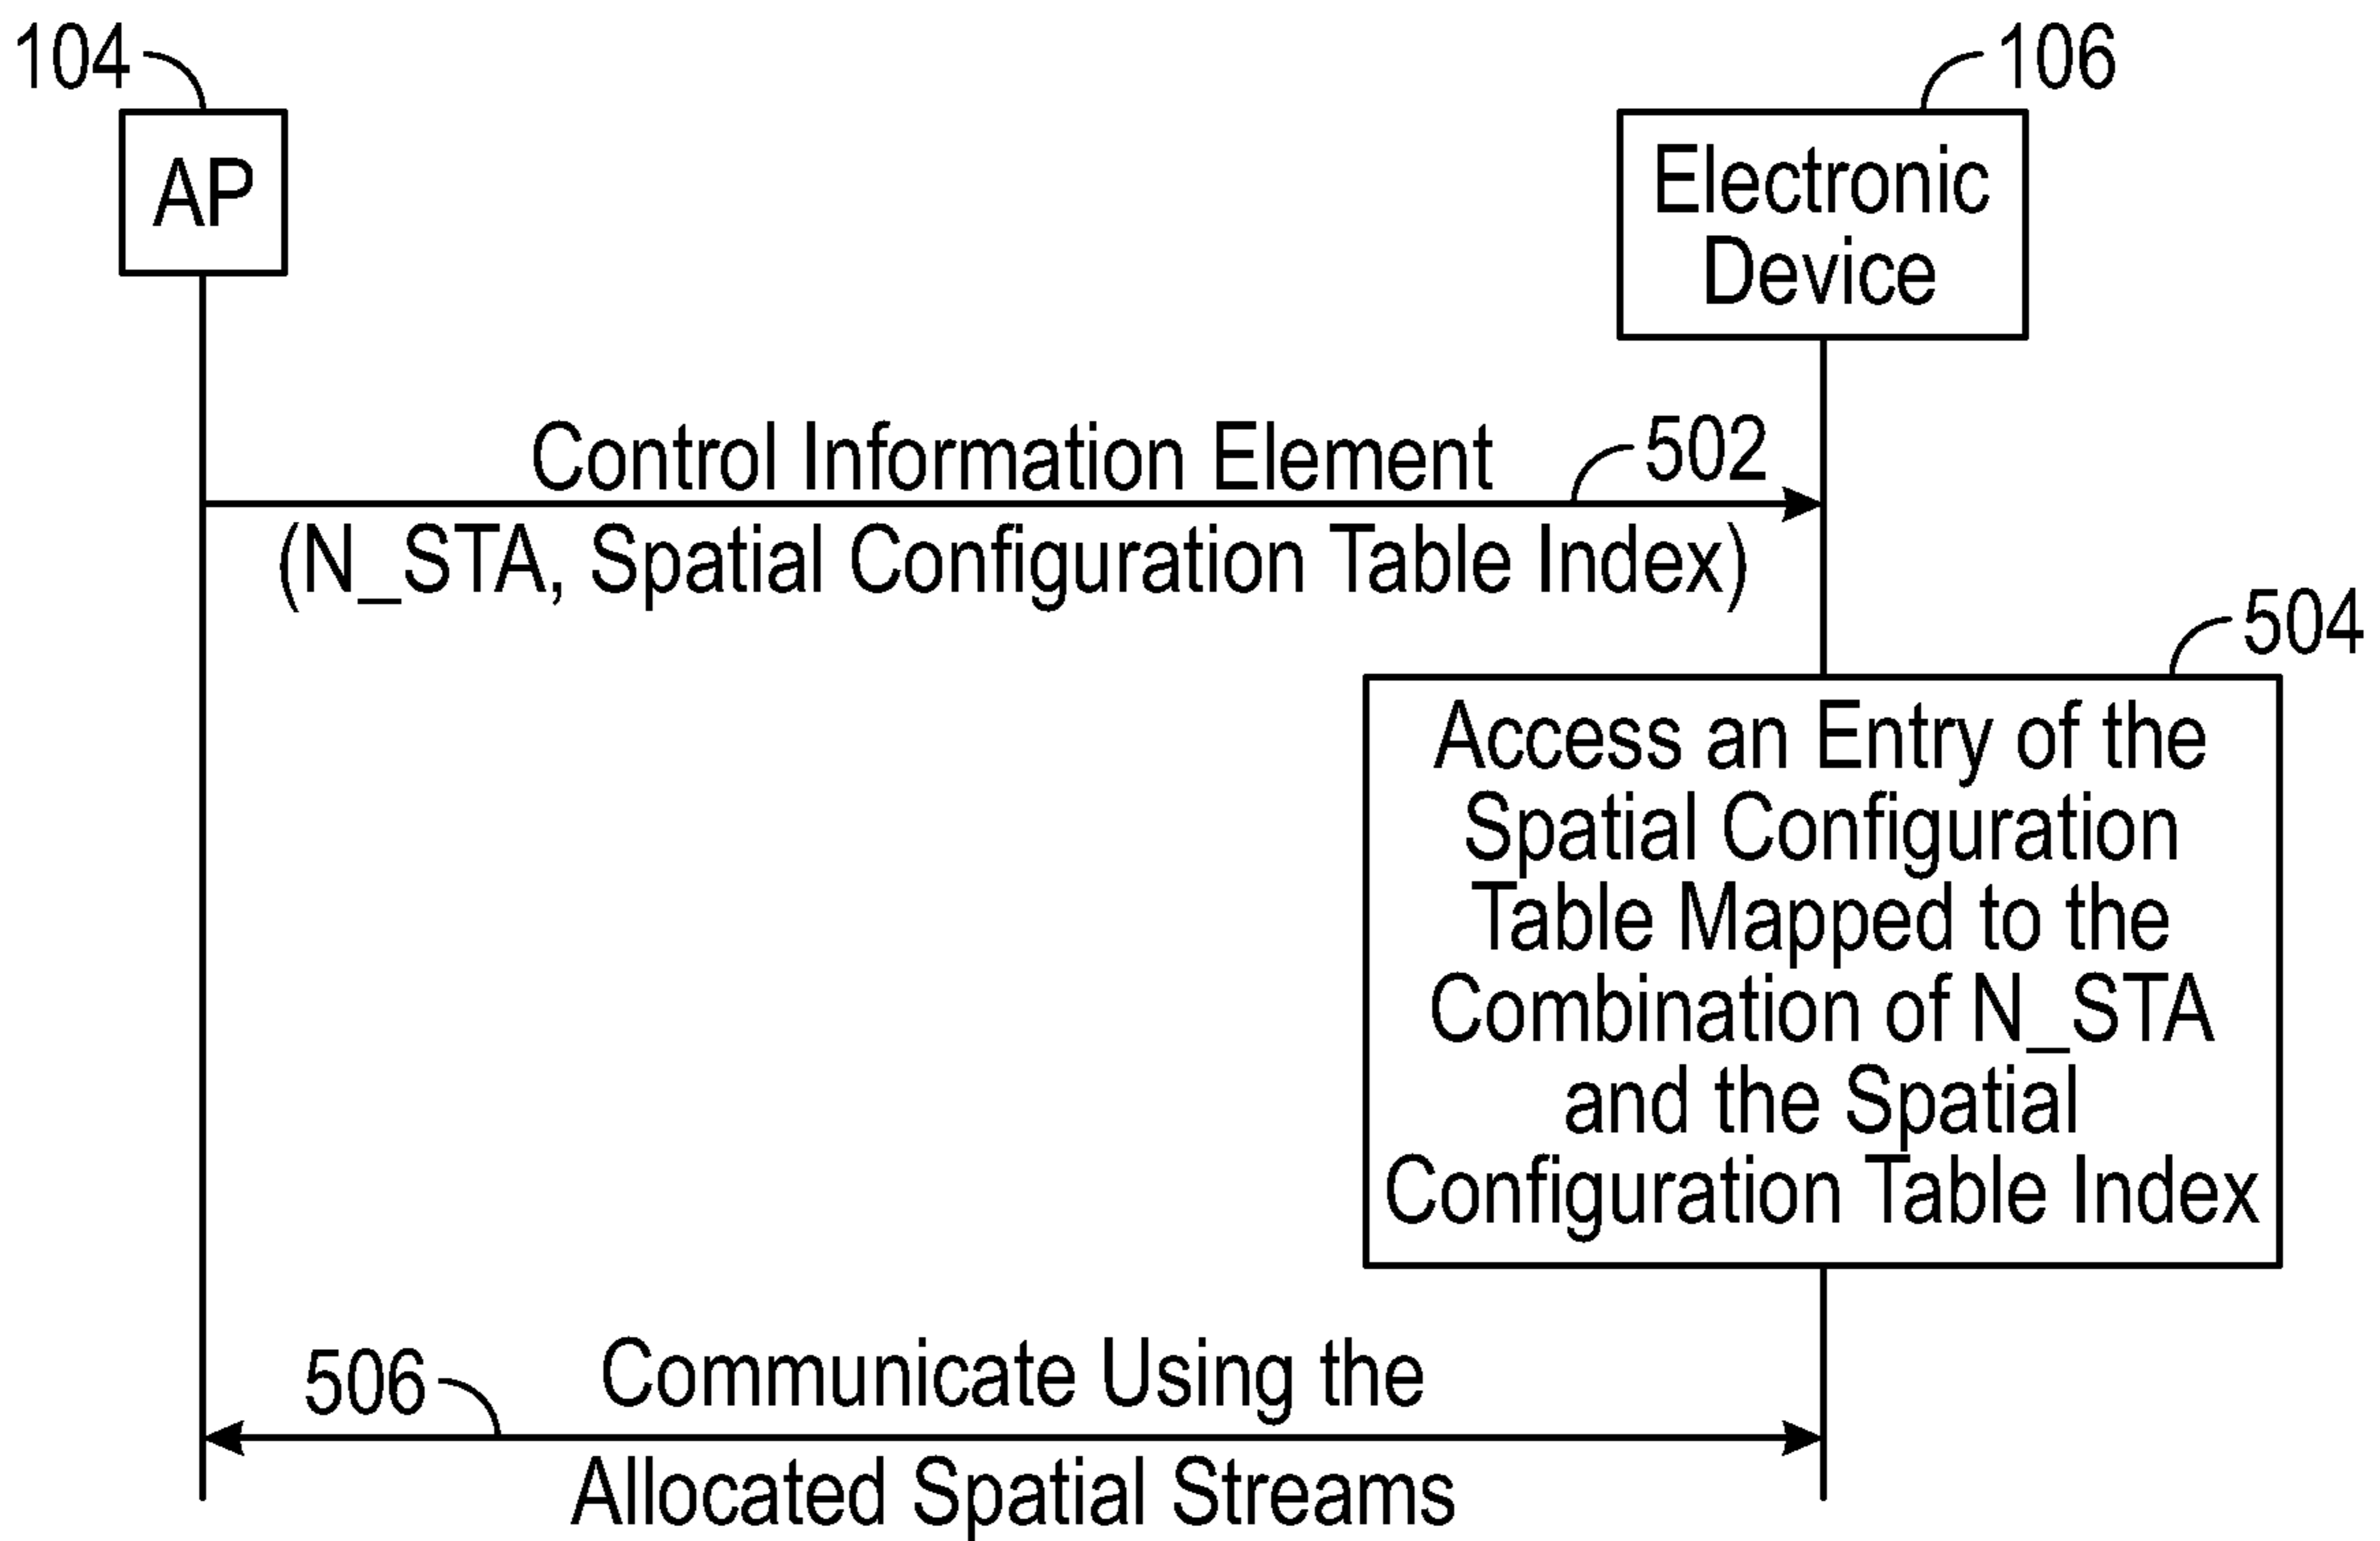 104
106
AP
Electronic
Device
Control Information Element
502
(N_STA, Spatial Configuration Table Index)
504
Access an Entry of the
Spatial Configuration
Table Mapped to the
Combination of N_STA
and the Spatial
Configuration Table Index
506
Communicate Using the
Allocated Spatial Streams